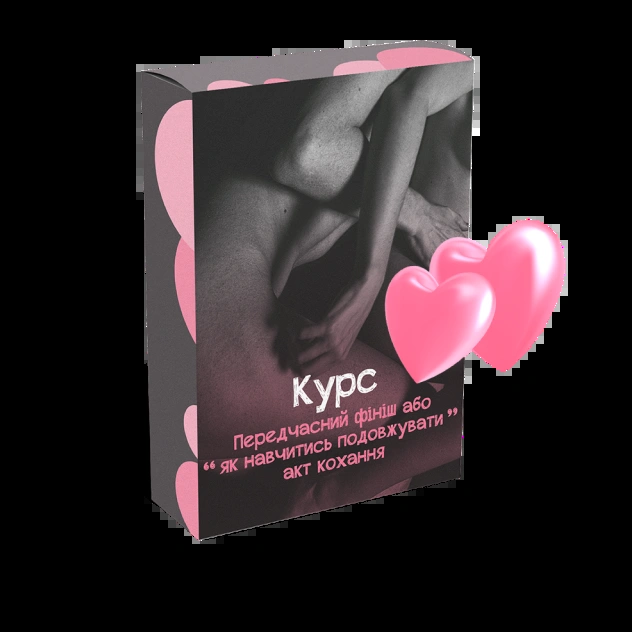 Курс
Передчасний фініш або
“ як навчитись подовжувати ”
акт кохання